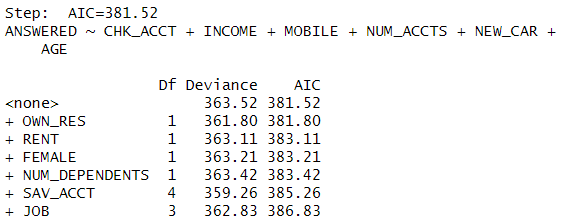 Step:  AIC=381.52
ANSWERED ~ CHK_ACCT + INCOME + MOBILE + NUM_ACCTS + NEW_CAR +
    AGE

                Df Deviance    AIC
<none>              363.52 381.52
+ OWN_RES        1   361.80 381.80
+ RENT           1   363.11 383.11
+ FEMALE         1   363.21 383.21
+ NUM_DEPENDENTS  1   363.42 383.42
+ SAV_ACCT       4   359.26 385.26
+ JOB            3   362.83 386.83